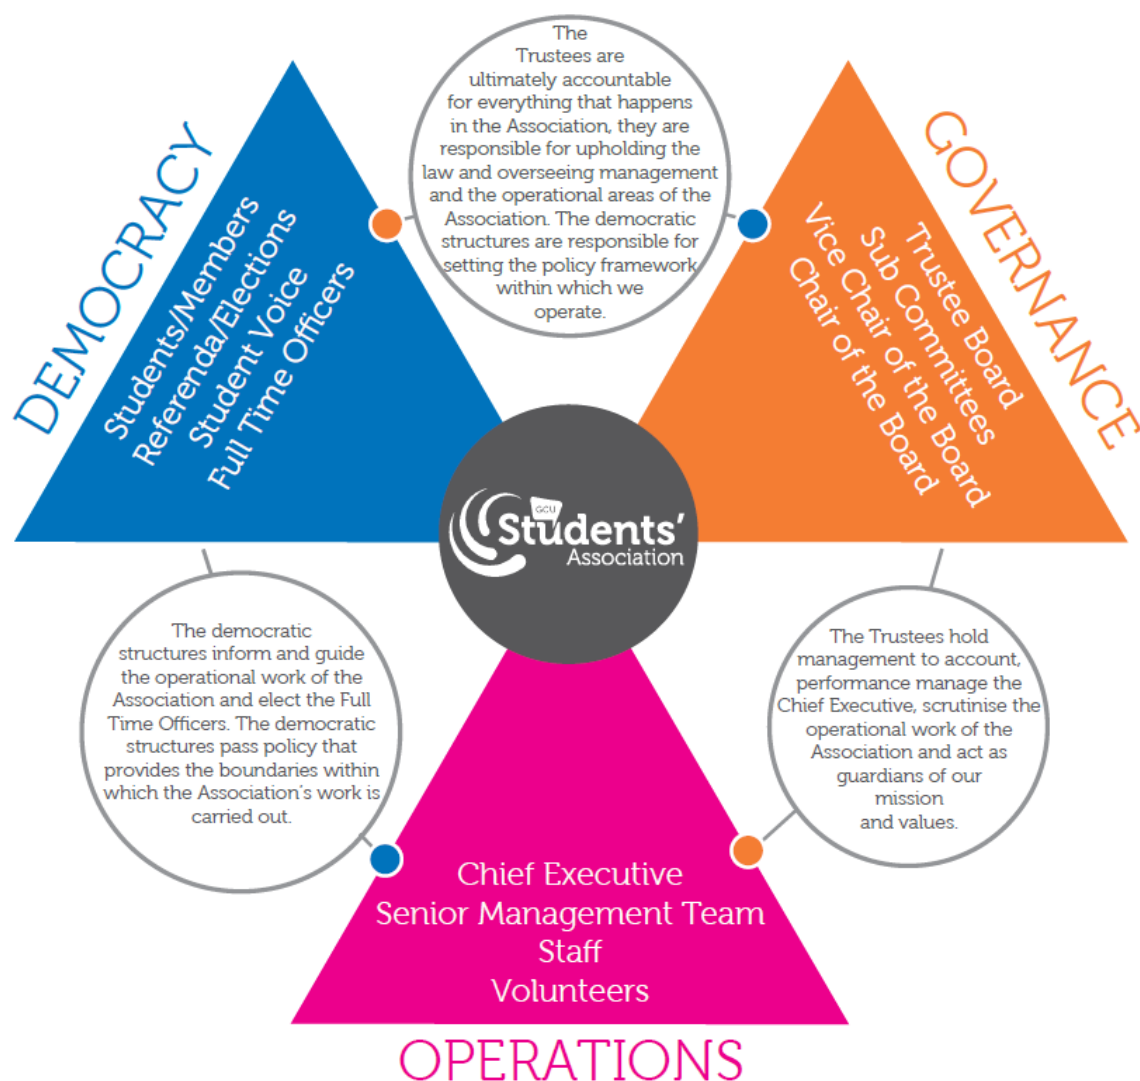 The
Trustees are
ultimately accountable
for everything that happens
in the Association, they are
responsible for upholding the
law and overseeing management
and the operational areas of the
Association. The democratic
structures are responsible for
setting the policy framework
within which we
operate.
DEMOCRACY
Students/Members
Referenda/Elections
Student Voice
Full Time Officers
GOVERNANCE
Trustee Board
Sub Committees
Vice Chair of the Board
Chair of the Board
GCU
Students'
Association
The democratic
structures inform and guide
the operational work of the
Association and elect the Full
Time Officers. The democratic
structures pass policy that
provides the boundaries within
which the Association's work is
carried out.
The Trustees hold
management to account,
performance manage the
Chief Executive, scrutinise the
operational work of the
Association and act as
guardians of our
mission
and values.
Chief Executive
Senior Management Team
Staff
Volunteers
OPERATIONS